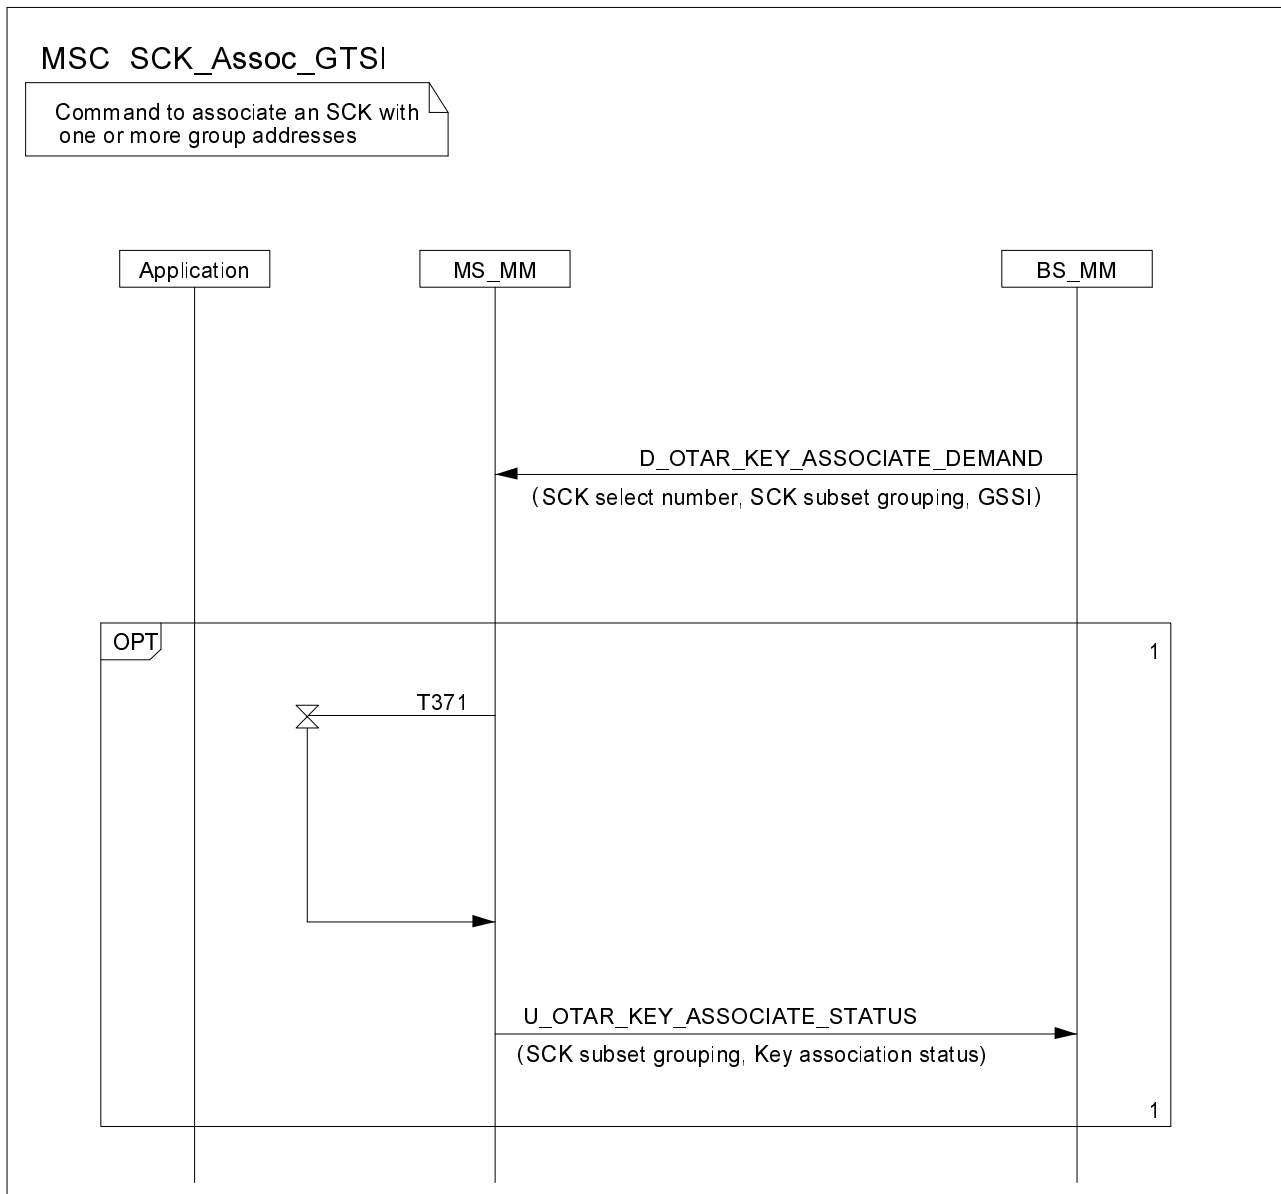 MSC SCK_Assoc_GTSI
Command to associate an SCK with
one or more group addresses
Application
MS_MM
BS_MM
D_OTAR_KEY_ASSOCIATE_DEMAND
(SCK select number, SCK subset grouping, GSSI)
OPT
1
T371
U_OTAR_KEY_ASSOCIATE_STATUS
(SCK subset grouping, Key association status)
1